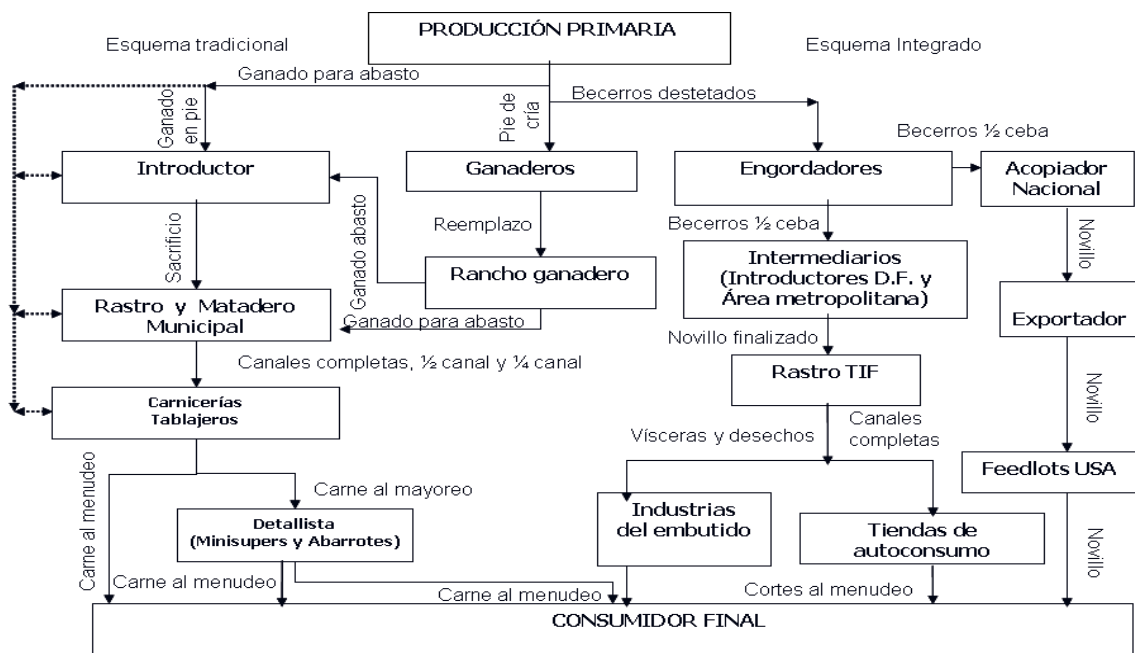 PRODUCCIÓN PRIMARIA
Esquema tradicional
Esquema Integrado
Ganado para abasto
Becerros destetados
Ganado
en pie
Pie de
cría
Becerros ½ ceba
Introductor
Ganaderos
Engordadores
Acopiador
Nacional
Sacrificio
Ganado abasto
Reemplazo
Becerros ½ ceba
Novillo
Rancho ganadero
Intermediarios
(Introductores D.F. y
Área metropolitana)
Rastro y Matadero
Municipal
Ganado para abasto
Exportador
Novillo finalizado
Canales completas, ½ canal y ¼ canal
Rastro TIF
Novillo
Carnicerías
Tablajeros
Vísceras y desechos
Canales
completas
Feedlots USA
Carne al menudeo
Carne al mayoreo
Detallista
(Minisupers y Abarrotes)
Industrias
del embutido
Tiendas de
autoconsumo
Novillo
Carne al menudeo
Carne al menudeo
Cortes al menudeo
CONSUMIDOR FINAL